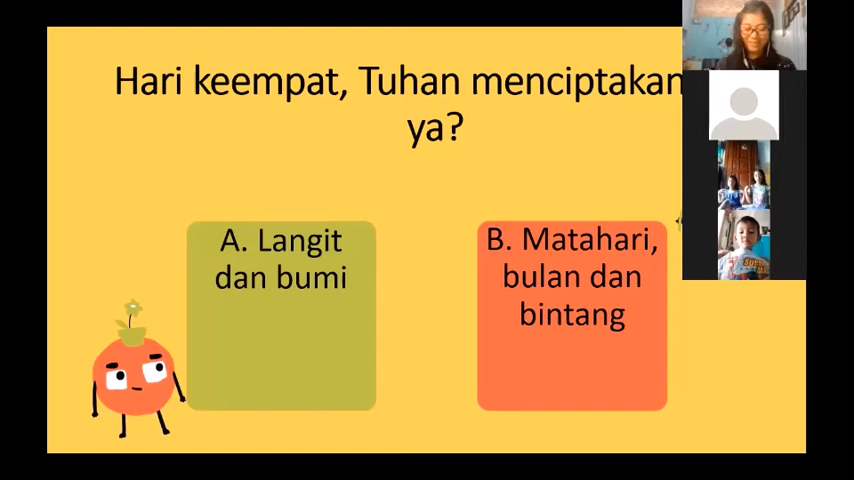 Hari keempat, Tuhan menciptakan
ya?
A. Langit
dan bumi
B. Matahari,
bulan dan
bintang